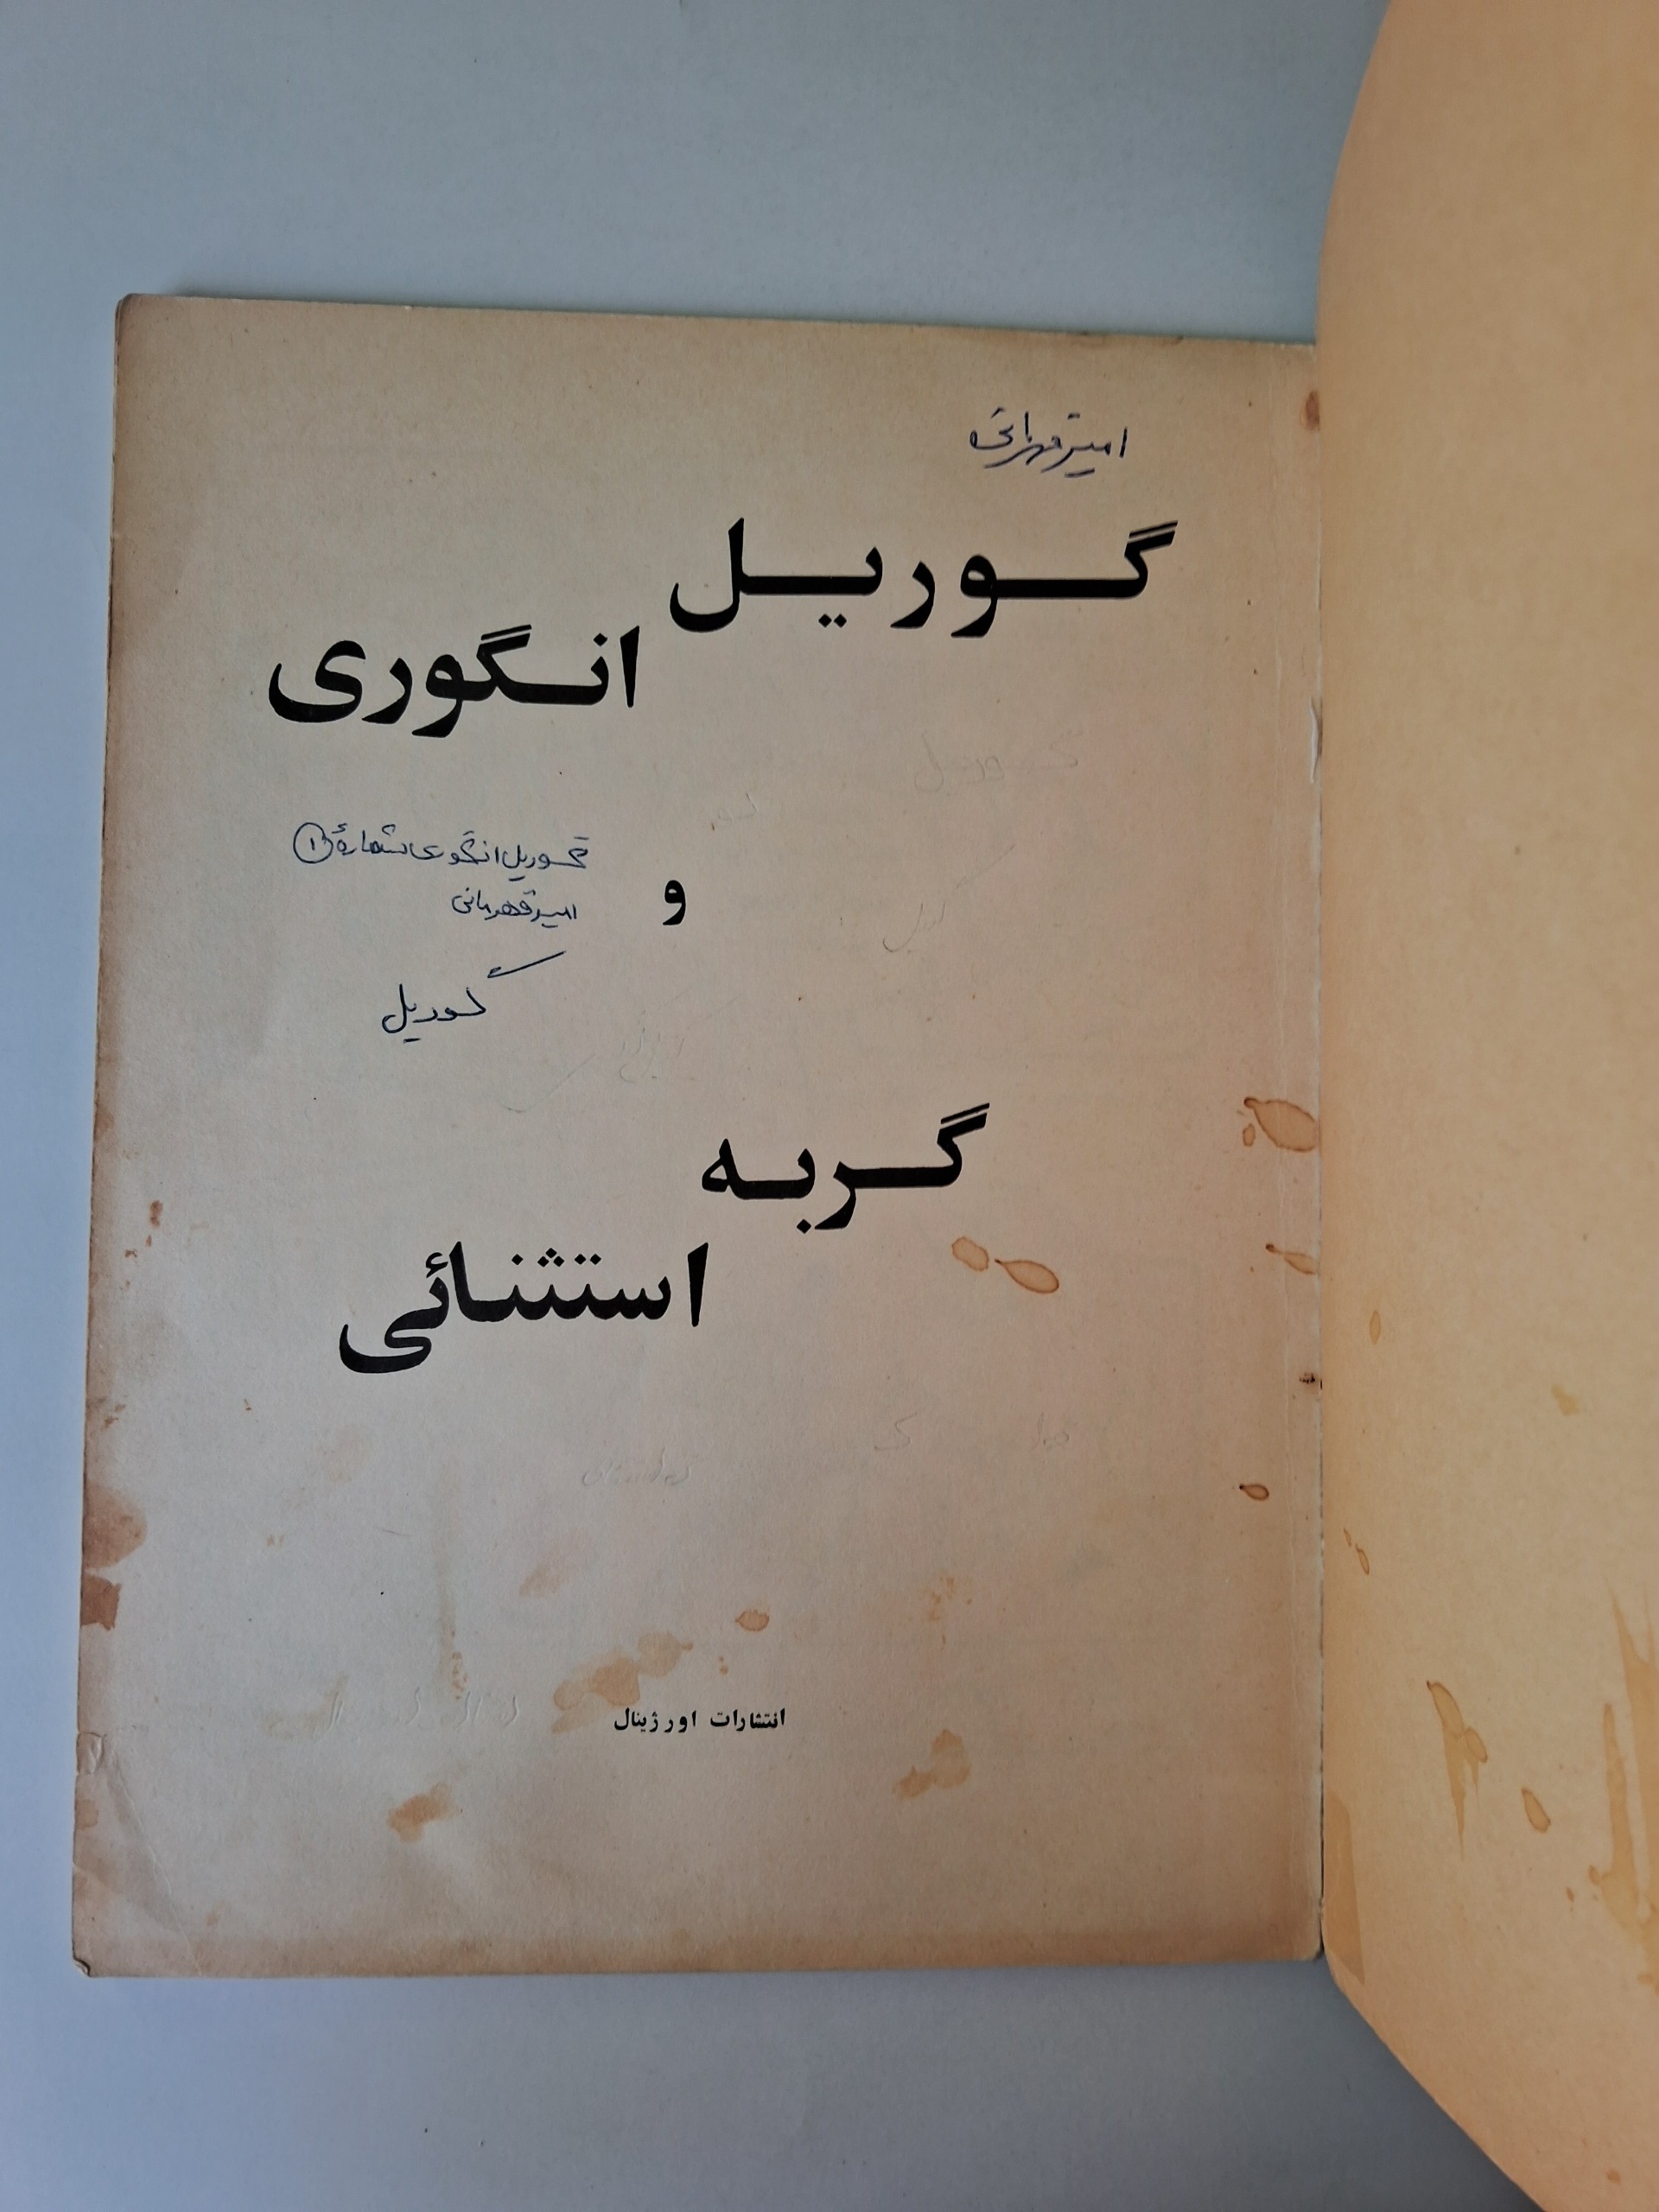 امیر قهرمانی
گوریل
انگوری
گوریل انگوری شمارهٔ ۱
و
امیر قهرمانی
گوریل
گربه
استثنائی
انتشارات اورژینال